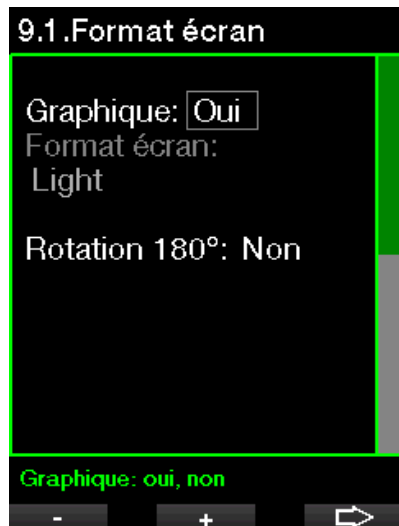 9.1.Format écran
Graphique: Oui
Format écran:
Light
Rotation 180°: Non
Graphique: oui, non
- +